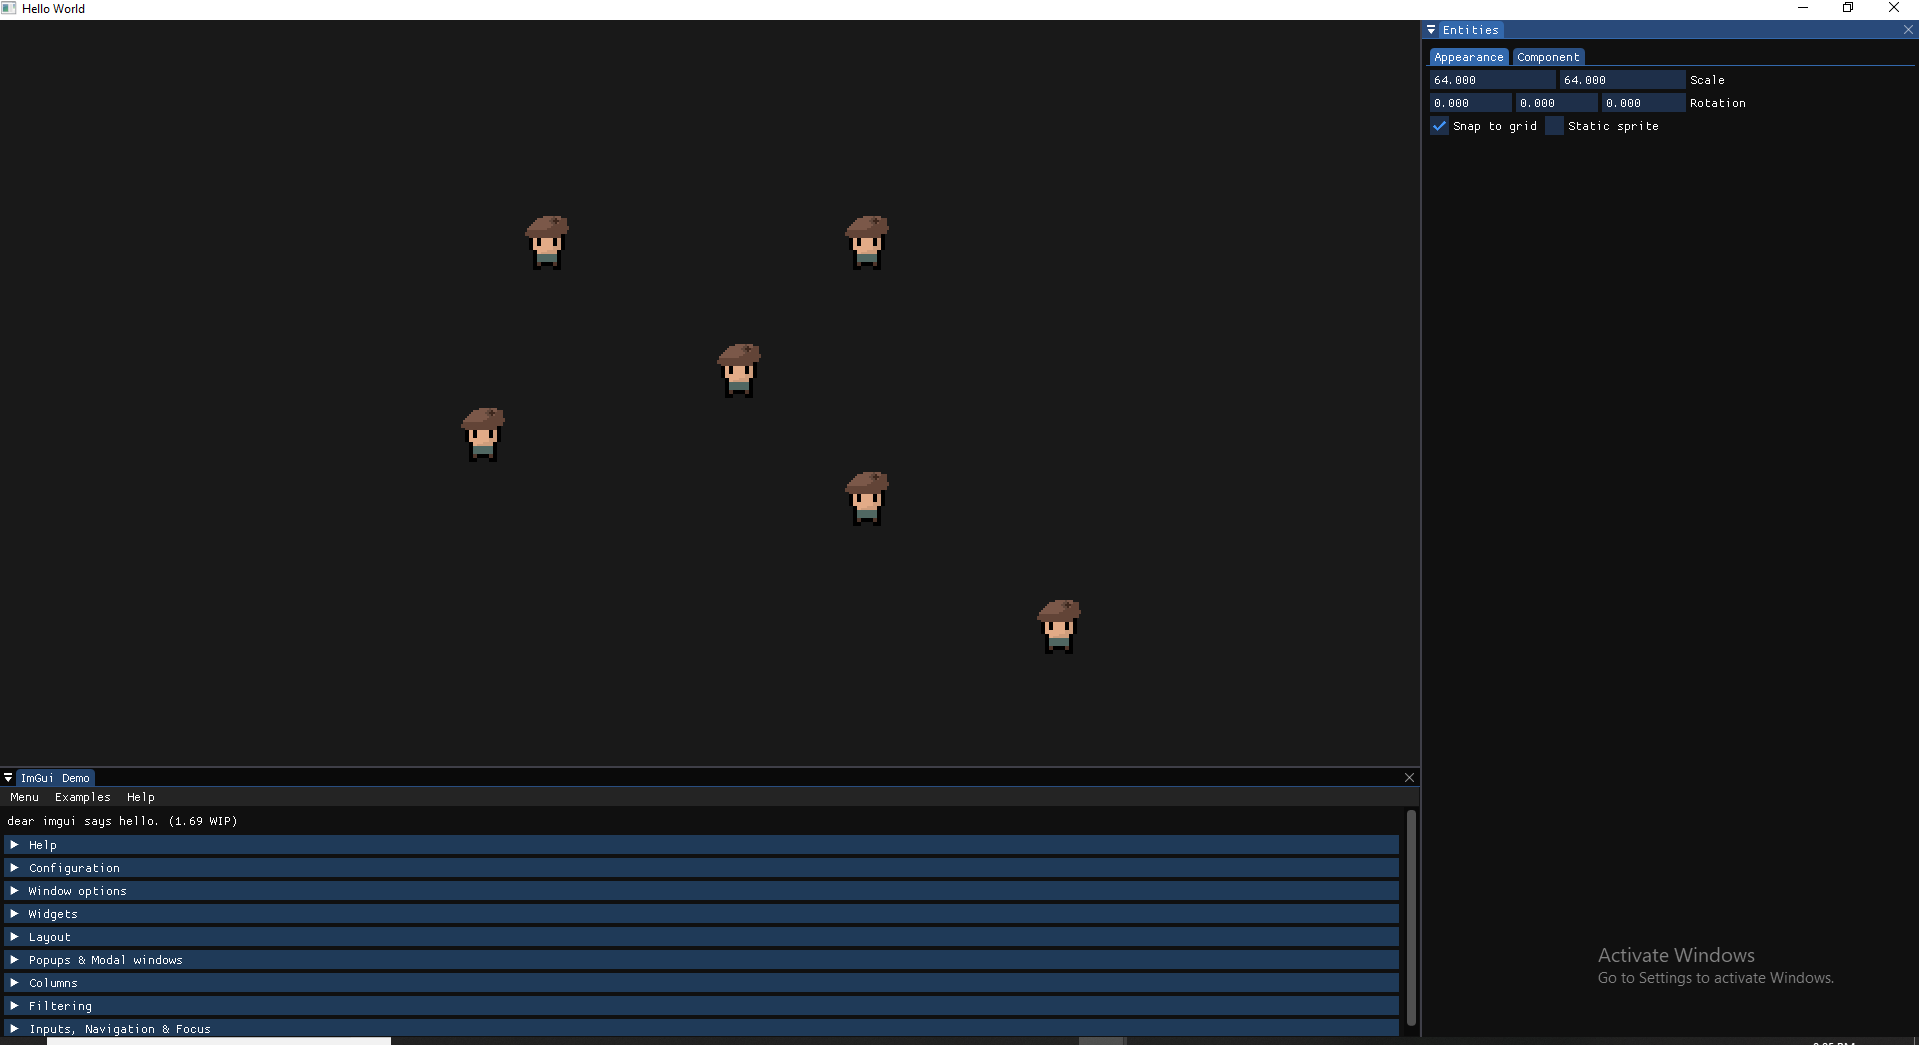 Hello World
Entities
Appearance Component
64.000 64.000 Scale
0.000 0.000 0.000 Rotation
Snap to grid Static sprite
ImGui Demo
Menu Examples Help
dear imgui says hello. (1.69 WIP)
Help
Configuration
Window options
Widgets
Layout
Popups & Modal windows
Columns
Filtering
Inputs, Navigation & Focus
Activate Windows
Go to Settings to activate Windows.